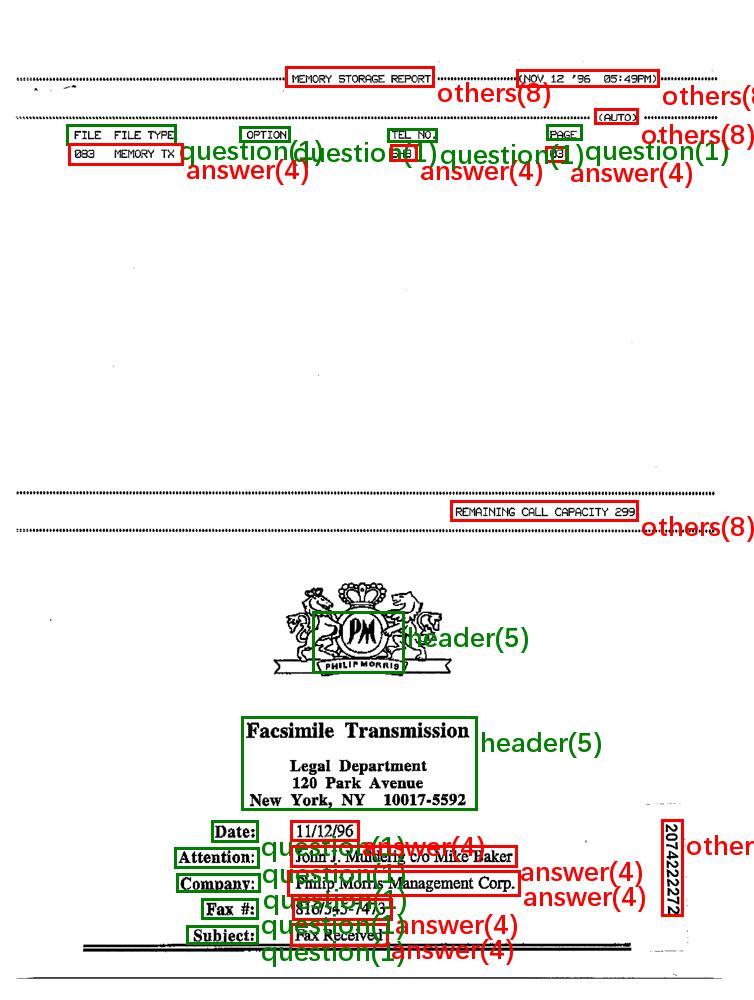 MEMORY STORAGE REPORT (NOV 12 '96 05:49PM)
others(8) others(8
(AUTO)
others(8)
FILE FILE TYPE OPTION TEL NO. PAGE
question(1) question(1) question(1) question(1)
083 MEMORY TX 03
answer(4) answer(4) answer(4)
REMAINING CALL CAPACITY 299
others(8)
PM
PHILIP MORRIS
header(5)
Facsimile Transmission
header(5)
Legal Department
120 Park Avenue
New York, NY 10017-5592
Date: 11/12/96
question(1) answer(4)
Attention: John J. Mulderig c/o Mike Baker
question(1) answer(4)
Company: Philip Morris Management Corp.
question(1) answer(4)
Fax #:
question(1) answer(4)
Subject: Fax Received
question(1) answer(4)
2074222272
other